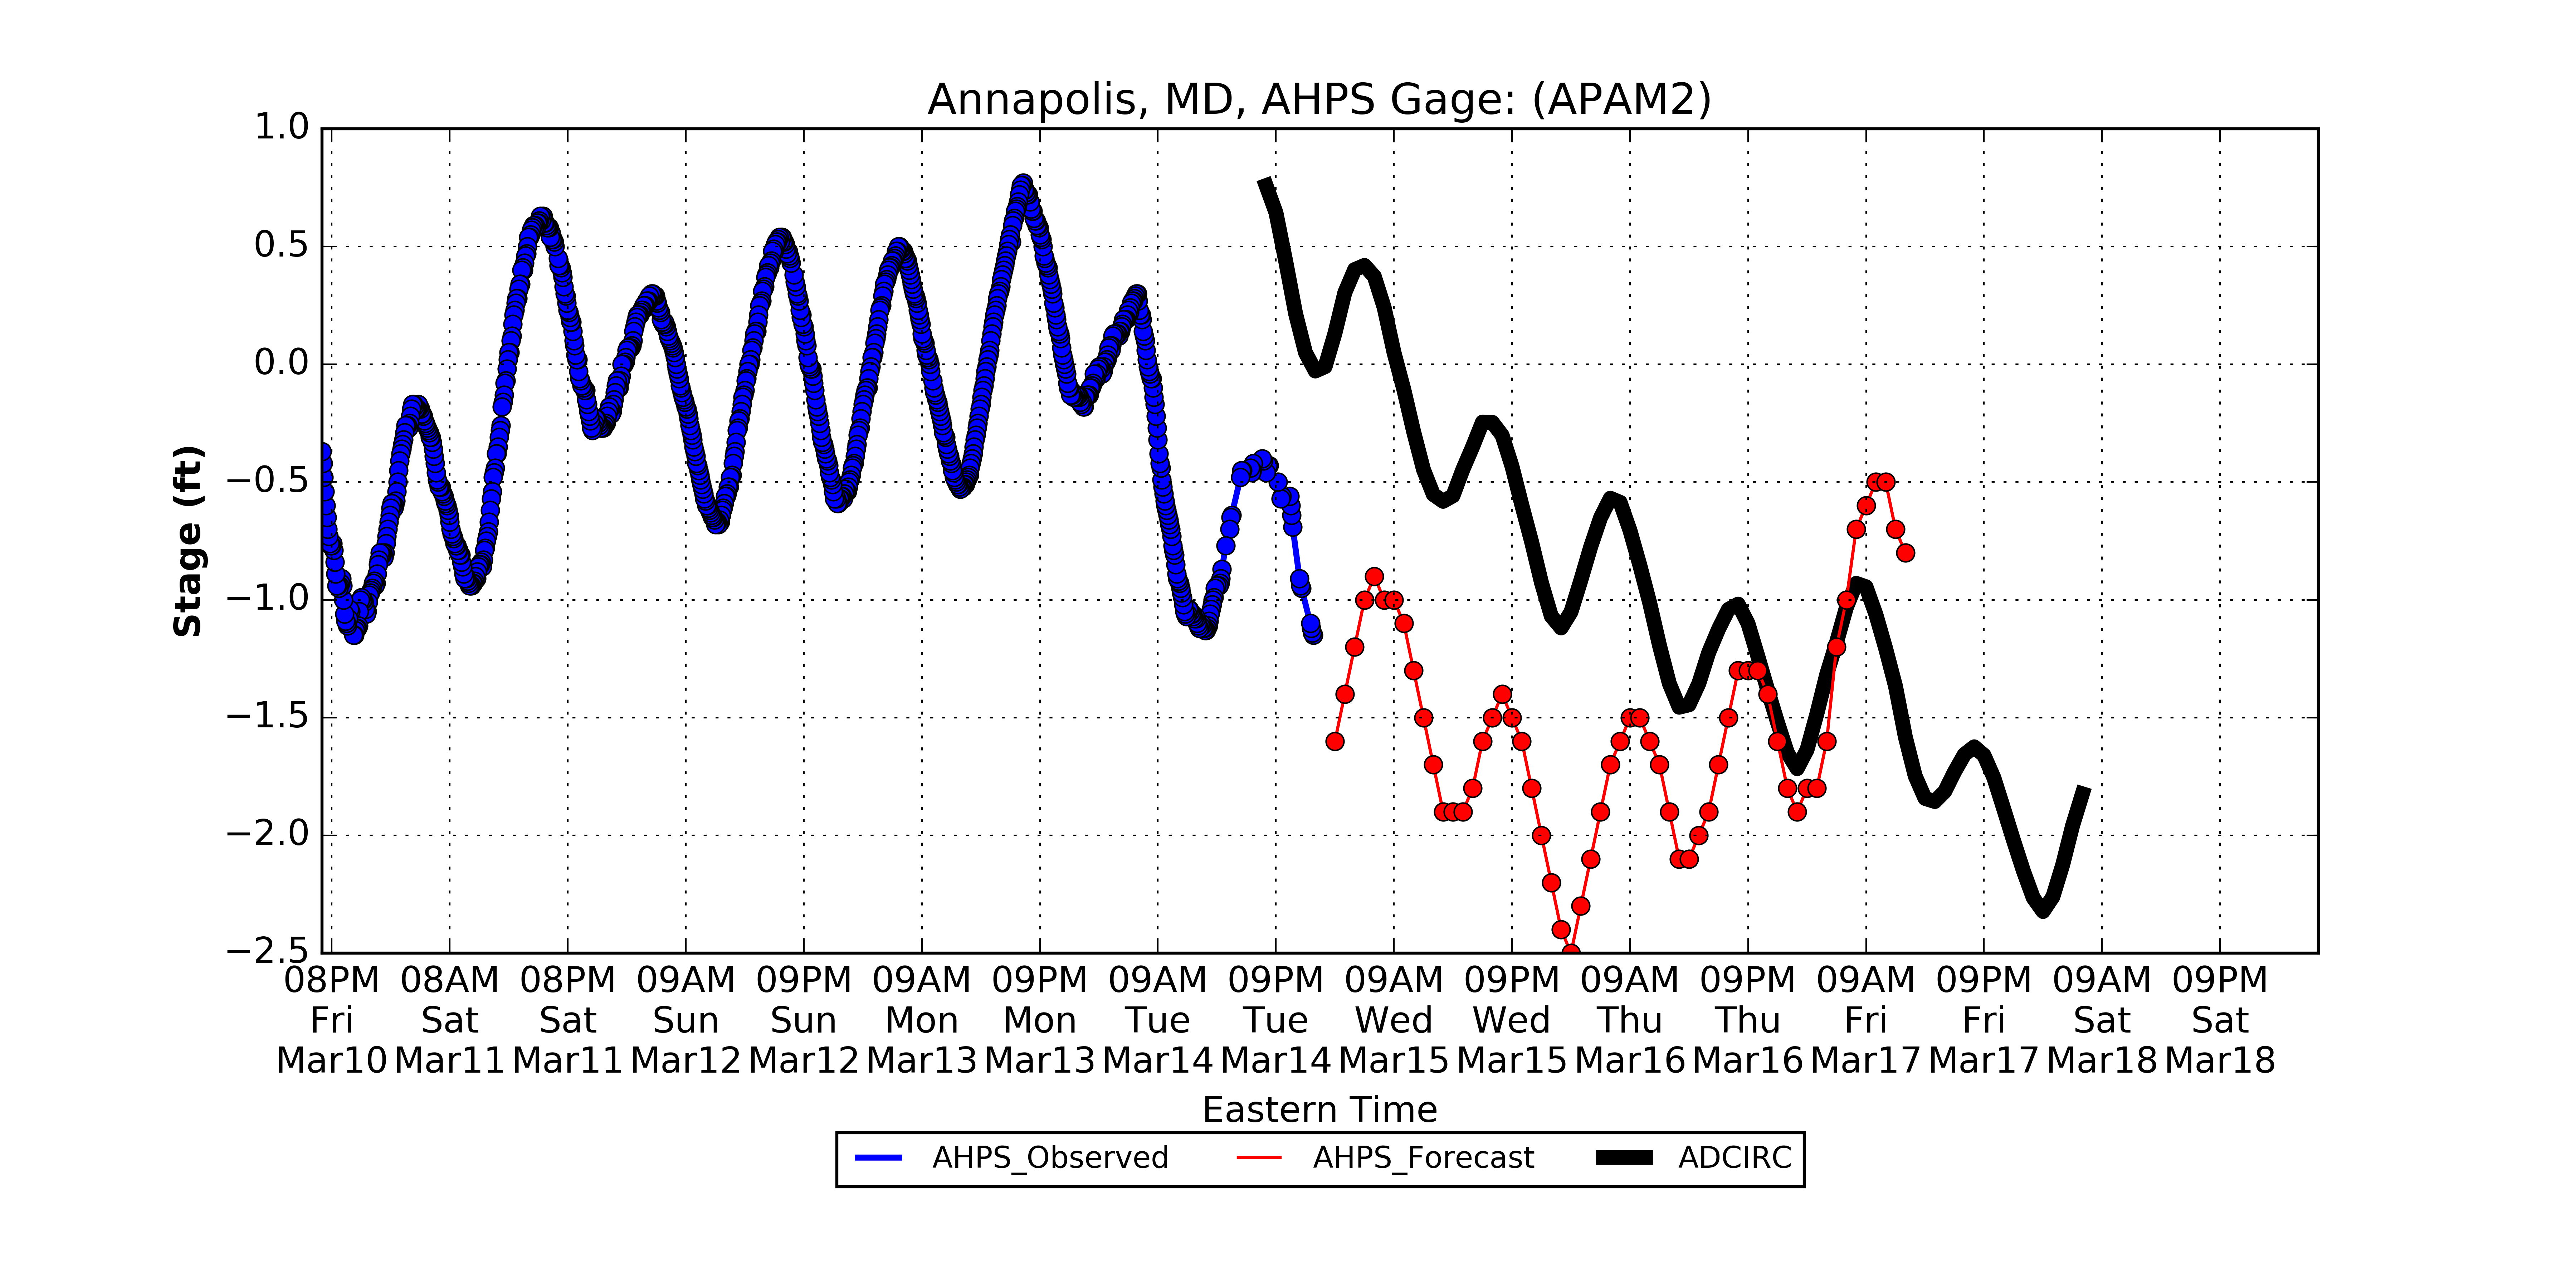 Annapolis, MD, AHPS Gage: (APAM2)
Stage (ft)
1.0
0.5
0.0
−0.5
−1.0
−1.5
−2.0
−2.5
08PM 08AM 08PM 09AM 09PM 09AM 09PM 09AM 09PM 09AM 09PM 09AM 09PM 09AM 09PM 09AM 09PM
Fri Sat Sat Sun Sun Mon Mon Tue Tue Wed Wed Thu Thu Fri Fri Sat Sat
Mar10 Mar11 Mar11 Mar12 Mar12 Mar13 Mar13 Mar14 Mar14 Mar15 Mar15 Mar16 Mar16 Mar17 Mar17 Mar18 Mar18
Eastern Time
AHPS_Observed AHPS_Forecast ADCIRC